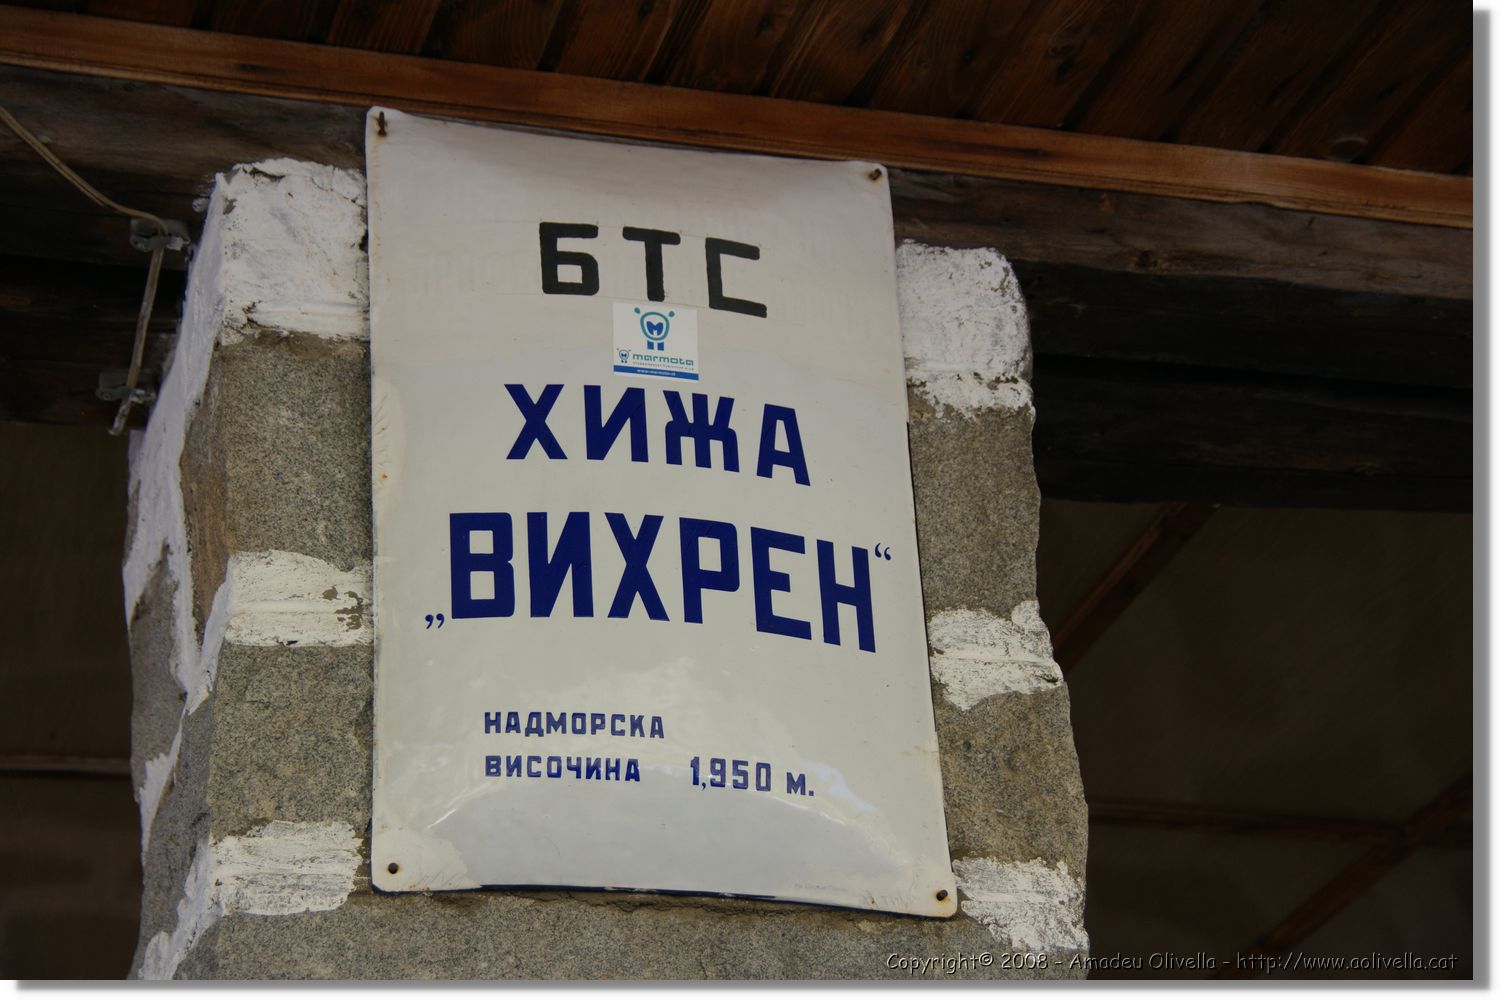 БТС
marmota
ХИЖА
„ВИХРЕН“
НАДМОРСКА
ВИСОЧИНА 1,950 м.
Copyright© 2008 - Amadeu Olivella - http://www.aolivella.cat